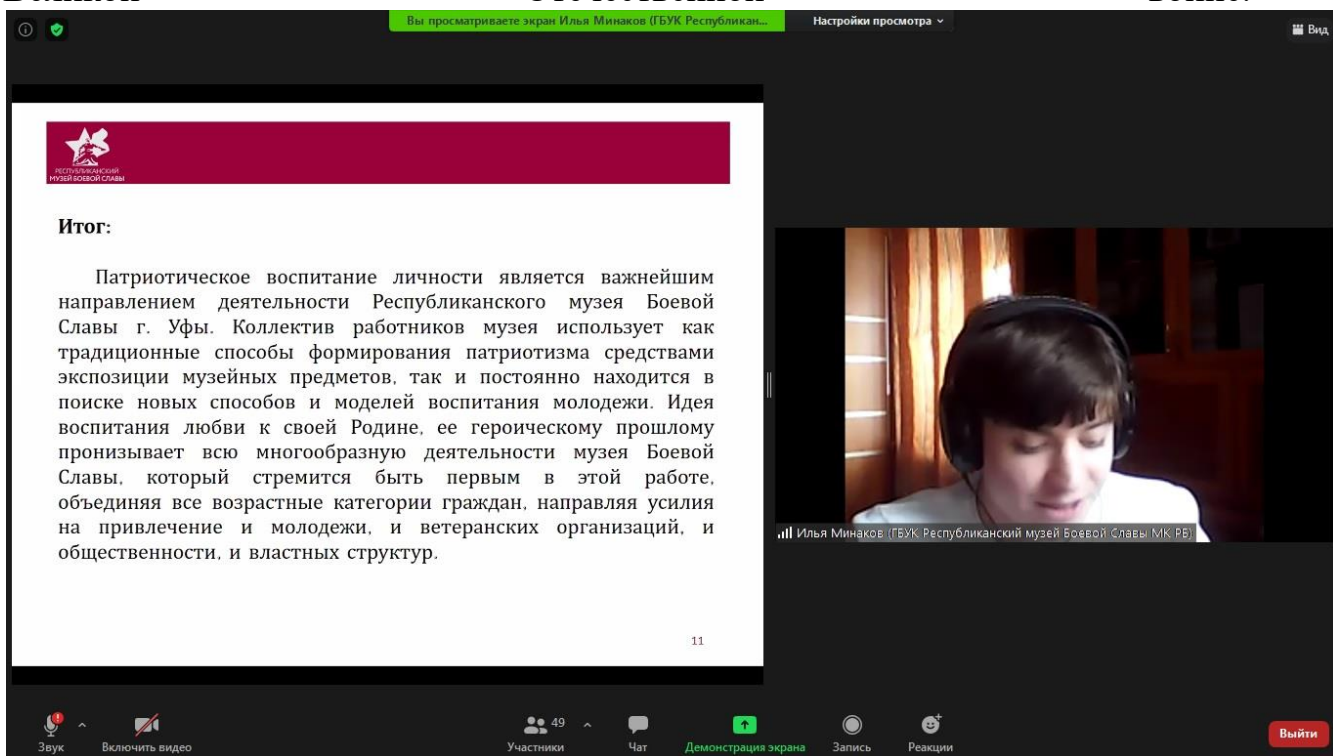 Великой Отечественной войне.
Вы просматриваете экран Илья Минаков (ГБУК Республикан...
Настройки просмотра
Вид
РЕСПУБЛИКАНСКИЙ
МУЗЕЙ БОЕВОЙ СЛАВЫ
Итог:
Патриотическое воспитание личности является важнейшим
направлением деятельности Республиканского музея Боевой
Славы г. Уфы. Коллектив работников музея использует как
традиционные способы формирования патриотизма средствами
экспозиции музейных предметов, так и постоянно находится в
поиске новых способов и моделей воспитания молодежи. Идея
воспитания любви к своей Родине, ее героическому прошлому
пронизывает всю многообразную деятельности музея Боевой
Славы, который стремится быть первым в этой работе,
объединяя все возрастные категории граждан, направляя усилия
на привлечение и молодежи, и ветеранских организаций, и
общественности, и властных структур.
11
Илья Минаков (ГБУК Республиканский музей Боевой Славы МК РБ)
Звук
Включить видео
49
Участники
Чат
Демонстрация экрана
Запись
Реакции
Выйти